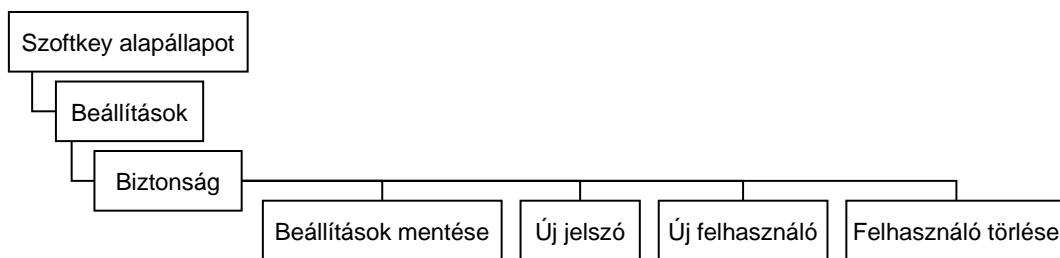 Szoftkey alapállapot
Beállítások
Biztonság
Beállítások mentése
Új jelszó
Új felhasználó
Felhasználó törlése